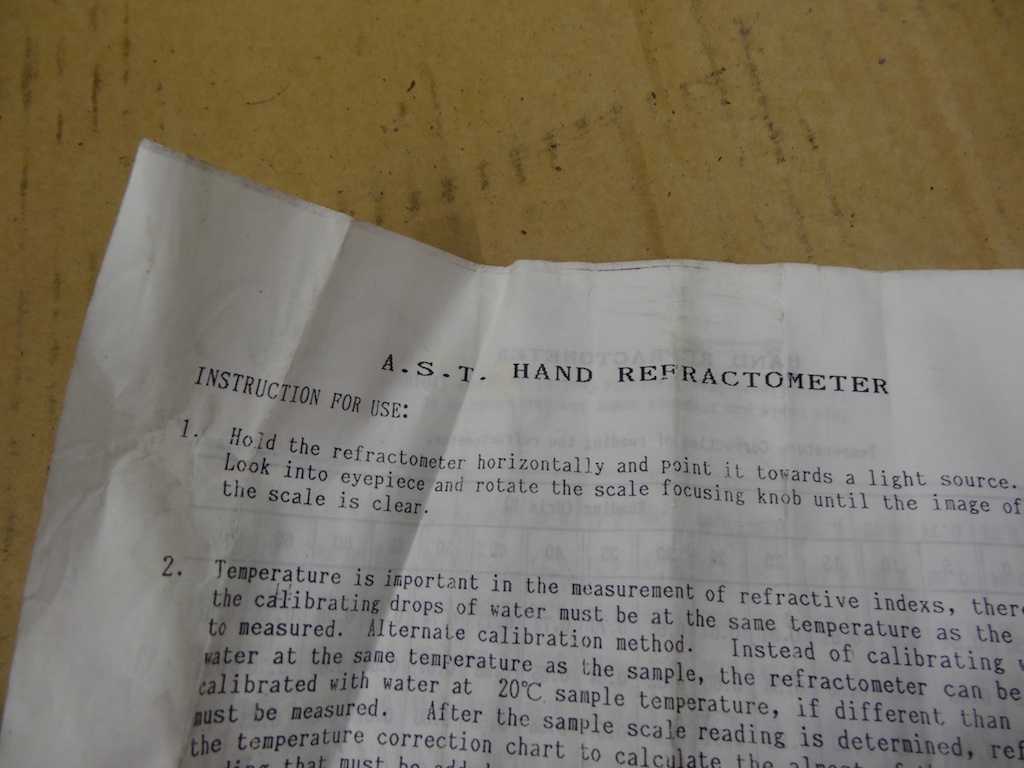 A.S.T. HAND REFRACTOMETER
INSTRUCTION FOR USE:
1. Hold the refractometer horizontally and point it towards a light source.
Look into eyepiece and rotate the scale focusing knob until the image of
the scale is clear.
2. Temperature is important in the measurement of refractive indexs,
the calibrating drops of water must be at the same temperature as the
to measured. Alternate calibration method. Instead of calibrating
water at the same temperature as the sample, the refractometer can be
calibrated with water at 20℃ sample temperature, if different than
must be measured. After the sample scale reading is determined,
the temperature correction chart to calculate the
that must be